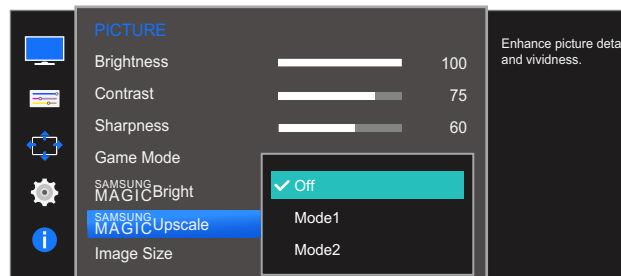 PICTURE
Brightness 100
Contrast 75
Sharpness 60
Game Mode
SAMSUNG MAGIC Bright
SAMSUNG MAGIC Upscale
Image Size
Off
Mode1
Mode2
Enhance picture deta
and vividness.